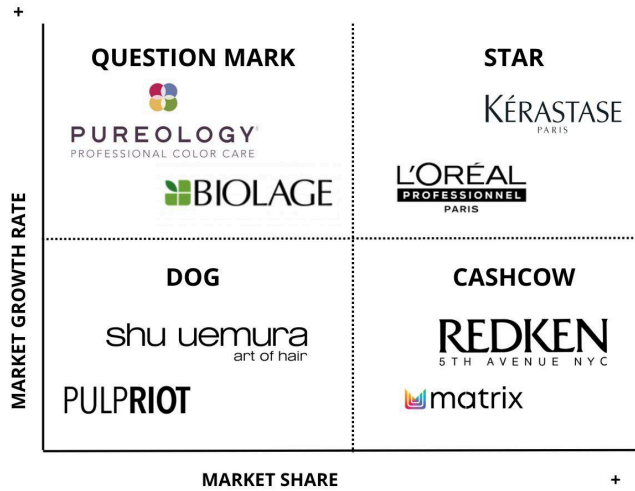 +
QUESTION MARK
PUREOLOGY
PROFESSIONAL COLOR CARE
BIOLAGE
STAR
KÉRASTASE
PARIS
L'ORÉAL
PROFESSIONNEL
PARIS
MARKET GROWTH RATE
DOG
shu uemura
art of hair
PULPRIOT
CASHCOW
REDKEN
5TH AVENUE NYC
matrix
MARKET SHARE
+